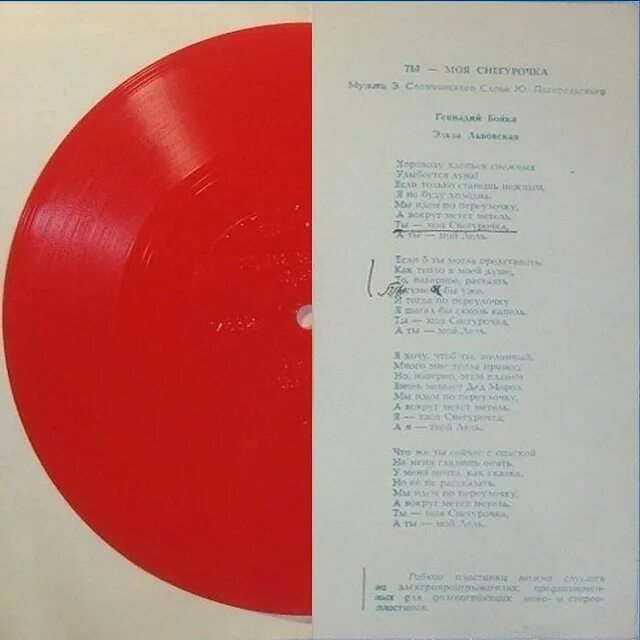 ТЫ — МОЯ СНЕГУРОЧКА
Музыка Э. Слова Ю. Погорельского
Геннадий Бойко
Эльза Львовская
Хороводу хлопьев снежных
Улыбается луна!
Если только станешь нежным,
Я не буду холодна.
Мы идем по переулочку,
А вокруг метет метель,
Ты — моя Снегурочка,
А ты — мой Лель.
Если б ты могла представить,
Как тепло в моей душе,
То, наверное, растаять
бы уже.
И тогда по переулочку
Я шагал бы сквозь капель.
Ты — моя Снегурочка,
А ты — мой Лель.
Я хочу, чтоб ты, желанный,
Много мне тепла принес,
Но, наверно, этим планам
Вновь мешает Дед Мороз.
Мы идем по переулочку,
А вокруг метет метель.
Я — твоя Снегурочка,
А я — твой Лель.
Что же ты сейчас с опаской
На меня глядишь опять.
У меня мечта, как сказка,
Но ее не рассказать.
Мы идем по переулочку,
А вокруг метет метель.
Ты — моя Снегурочка,
А ты — мой Лель.
Гибкие пластинки можно слушать
на электропроигрывателях, предназначен-
ных для долгоиграющих моно- и стерео-
пластинок.